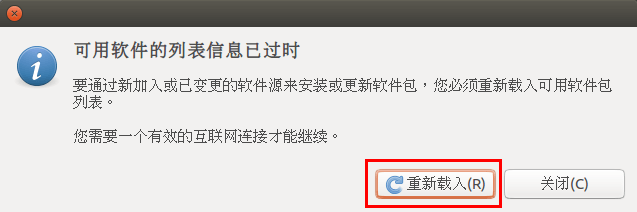 可用软件的列表信息已过时
要通过新加入或已变更的软件源来安装或更新软件包，您必须重新载入可用软件包
列表。
您需要一个有效的互联网连接才能继续。
重新载入(R) 关闭(C)